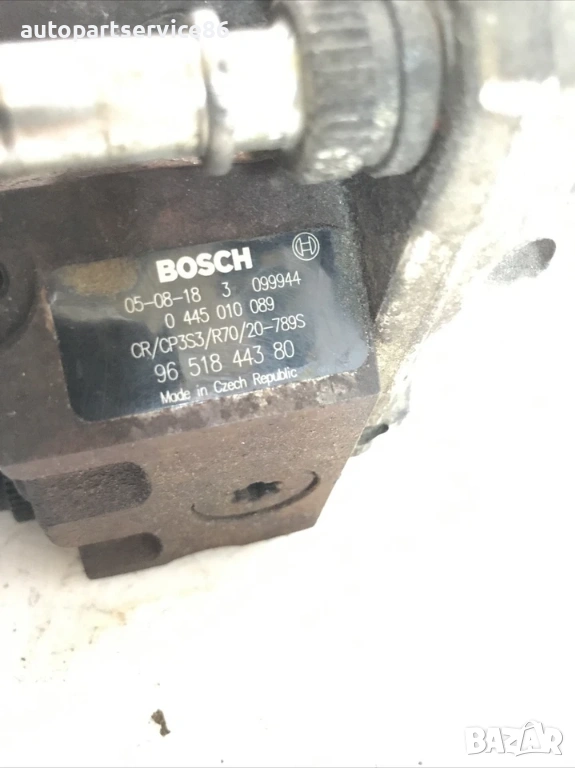 autopartservice86
BOSCH
05-08-18 3 099944
0 445 010 089
CR/CP3S3/R70/20-789S
96 518 443 80
Made in Czech Republic
BAZAR